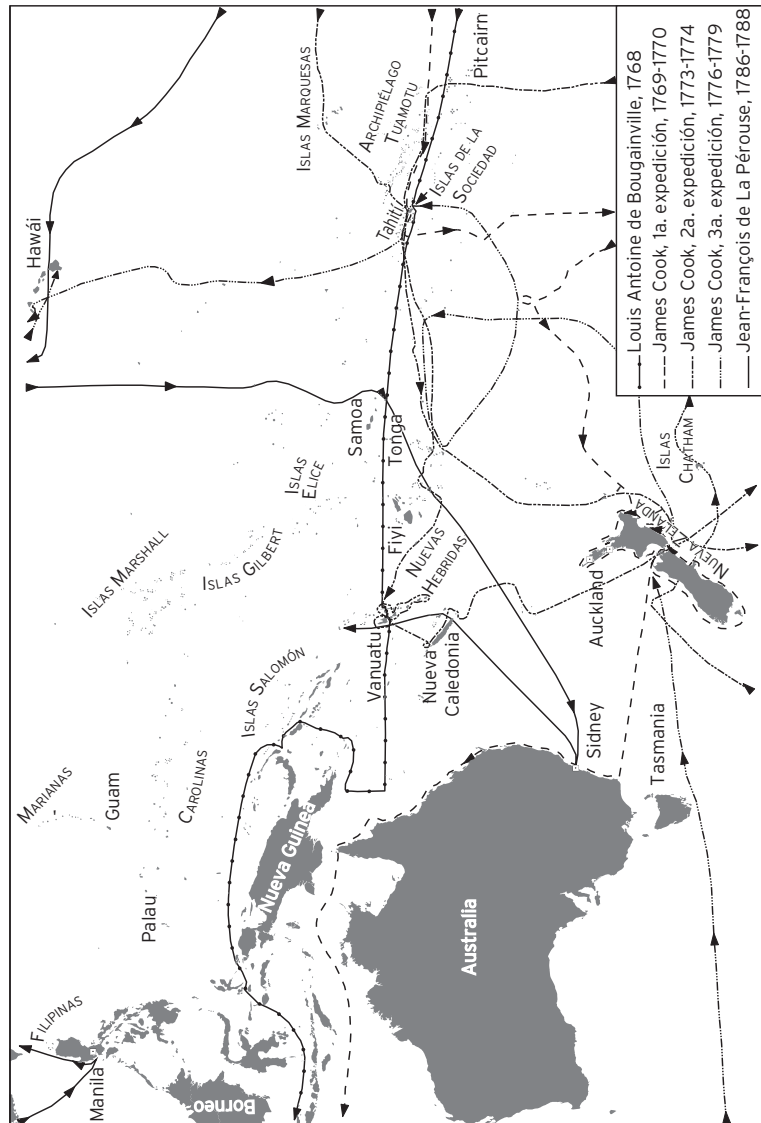 Hawái
ISLAS MARQUESAS
ARCHIPIÉLAGO
TUAMOTU
Pitcairn
Tahití
ISLAS DE LA
SOCIEDAD
Samoa
Tonga
ISLAS
ELICE
ISLAS MARSHALL
ISLAS GILBERT
Fiyi
NUEVAS
HEBRIDAS
Vanuatu
Nueva
Caledonia
ISLAS SALOMÓN
MARIANAS
Guam
CAROLINAS
Palau
FILIPINAS
Manila
Borneo
Nueva Guinea
Australia
Sidney
Tasmania
Auckland
NUEVA ZELANDA
ISLAS
CHATHAM
Louis Antoine de Bougainville, 1768
James Cook, 1a. expedición, 1769-1770
James Cook, 2a. expedición, 1773-1774
James Cook, 3a. expedición, 1776-1779
Jean-François de La Pérouse, 1786-1788